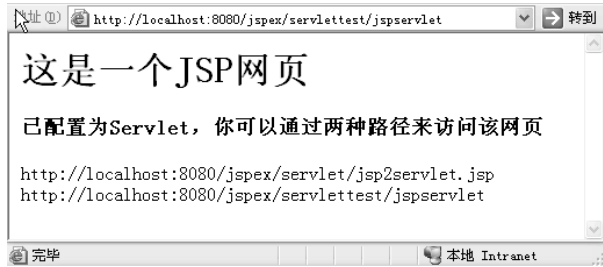 地址(D) http://localhost:8080/jspex/servlettest/jspservlet 转到
这是一个JSP网页
已配置为Servlet，你可以通过两种路径来访问该网页
http://localhost:8080/jspex/servlet/jsp2servlet.jsp
http://localhost:8080/jspex/servlettest/jspservlet
完毕 本地 Intranet